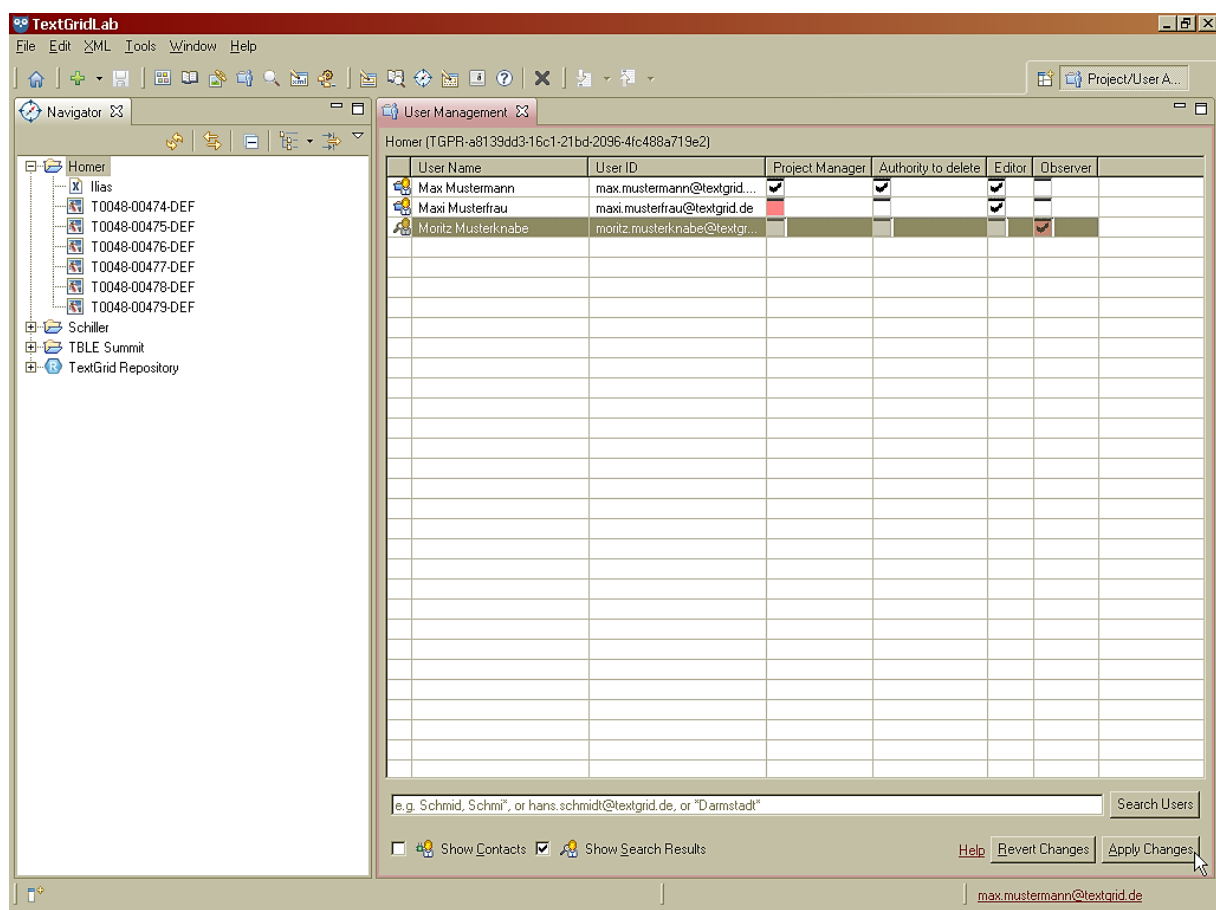 TextGridLab
File Edit XML Tools Window Help
Project/User A...
Navigator
User Management
Homer (TGPR-a8139dd3-16c1-21bd-2096-4fc488a719e2)
User Name User ID Project Manager Authority to delete Editor Observer
Max Mustermann max.mustermann@textgrid....
Maxi Musterfrau maxi.musterfrau@textgrid.de
Moritz Musterknabe moritz.musterknabe@textgr...
Homer
Ilias
T0048-00474-DEF
T0048-00475-DEF
T0048-00476-DEF
T0048-00477-DEF
T0048-00478-DEF
T0048-00479-DEF
Schiller
TBLE Summit
TextGrid Repository
e.g. Schmid, Schmi*, or hans.schmidt@textgrid.de, or "Darmstadt" Search Users
Show Contacts Show Search Results Help Revert Changes Apply Changes
max.mustermann@textgrid.de